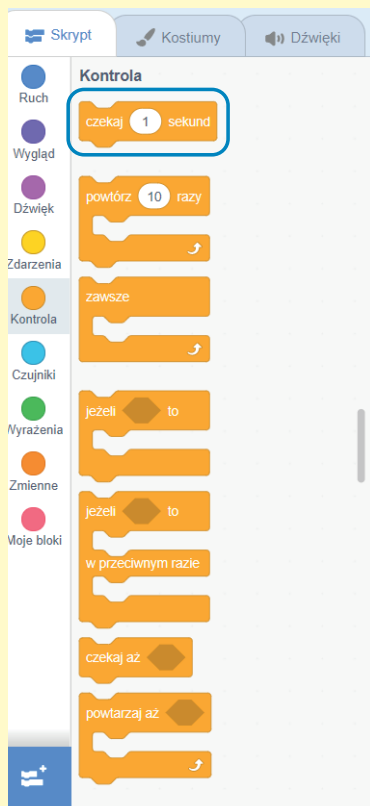 Skrypt
Kostiumy
Dźwięki
Ruch
Wygląd
Dźwięk
Zdarzenia
Kontrola
Czujniki
Wyrażenia
Zmienne
Moje bloki
Kontrola
czekaj 1 sekund
powtórz 10 razy
zawsze
jeżeli to
jeżeli to
w przeciwnym razie
czekaj aż
powtarzaj aż